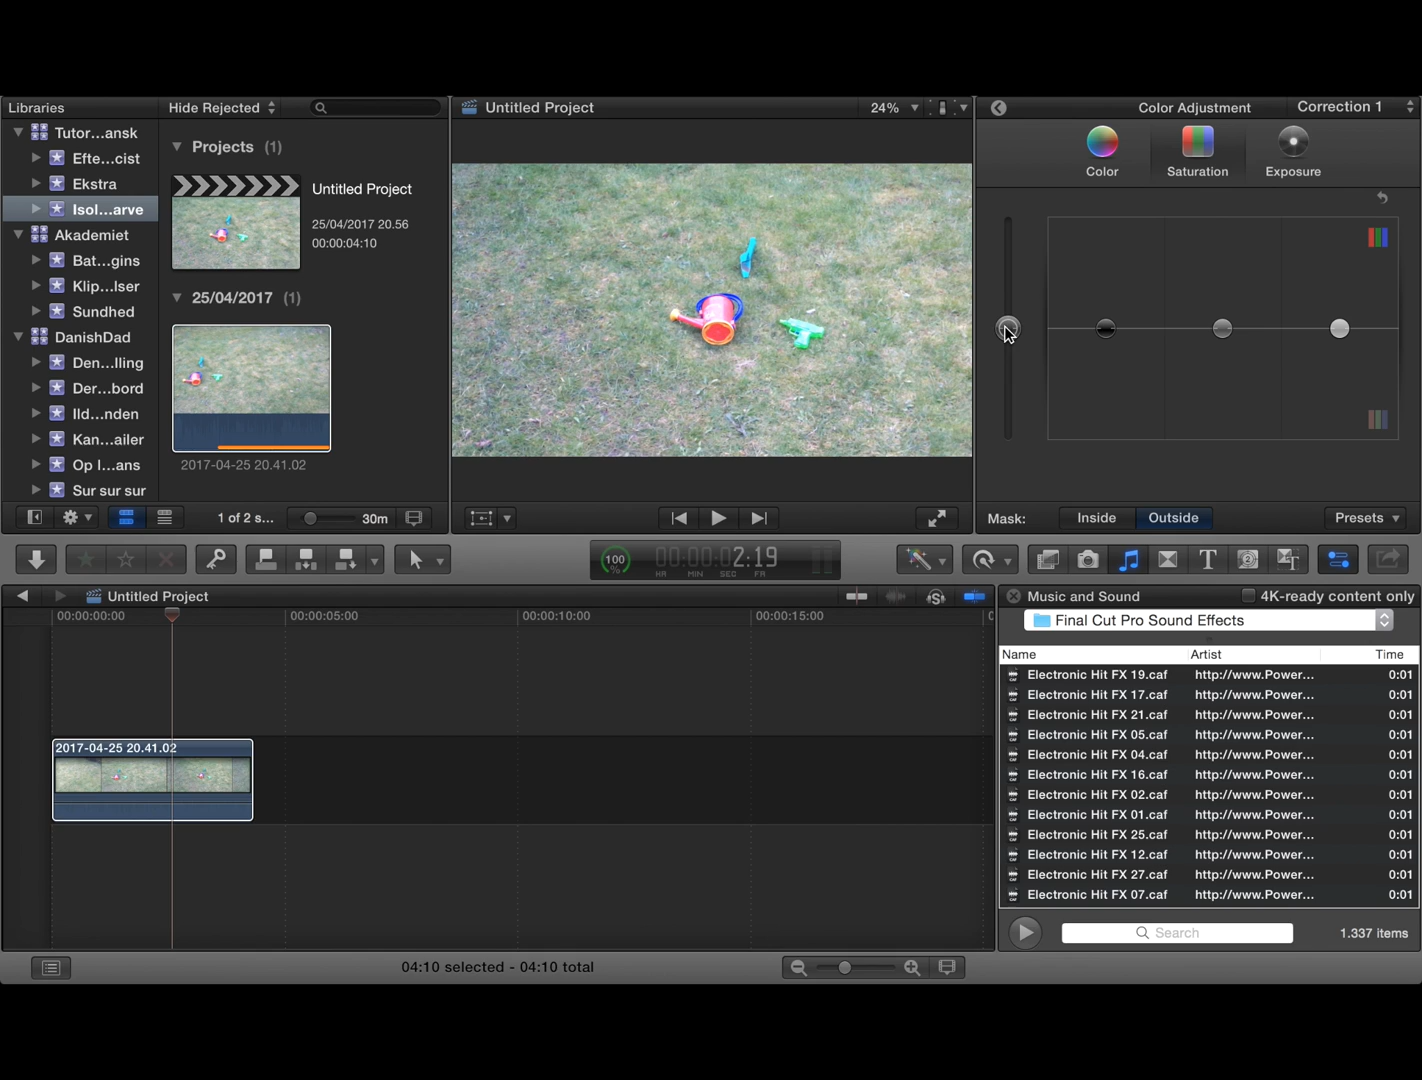 Libraries
Hide Rejected
Untitled Project
24%
Color Adjustment
Correction 1
Tutor...ansk
Efte...cist
Ekstra
Isol...arve
Akademiet
Bat...gins
Klip...lser
Sundhed
DanishDad
Den...lling
Der...bord
Ild...nden
Kan...ailer
Op l...ans
Sur sur sur
Projects (1)
Untitled Project
25/04/2017 20.56
00:00:04:10
25/04/2017 (1)
2017-04-25 20.41.02
Color
Saturation
Exposure
1 of 2 s...
30m
Mask:
Inside
Outside
Presets
100
%
00:00:02:19
HR MIN SEC FR
Untitled Project
00:00:00:00
00:00:05:00
00:00:10:00
00:00:15:00
2017-04-25 20.41.02
Music and Sound
4K-ready content only
Final Cut Pro Sound Effects
Name Artist Time
Electronic Hit FX 19.caf http://www.Power... 0:01
Electronic Hit FX 17.caf http://www.Power... 0:01
Electronic Hit FX 21.caf http://www.Power... 0:01
Electronic Hit FX 05.caf http://www.Power... 0:01
Electronic Hit FX 04.caf http://www.Power... 0:01
Electronic Hit FX 16.caf http://www.Power... 0:01
Electronic Hit FX 02.caf http://www.Power... 0:01
Electronic Hit FX 01.caf http://www.Power... 0:01
Electronic Hit FX 25.caf http://www.Power... 0:01
Electronic Hit FX 12.caf http://www.Power... 0:01
Electronic Hit FX 27.caf http://www.Power... 0:01
Electronic Hit FX 07.caf http://www.Power... 0:01
Search
1.337 items
04:10 selected - 04:10 total